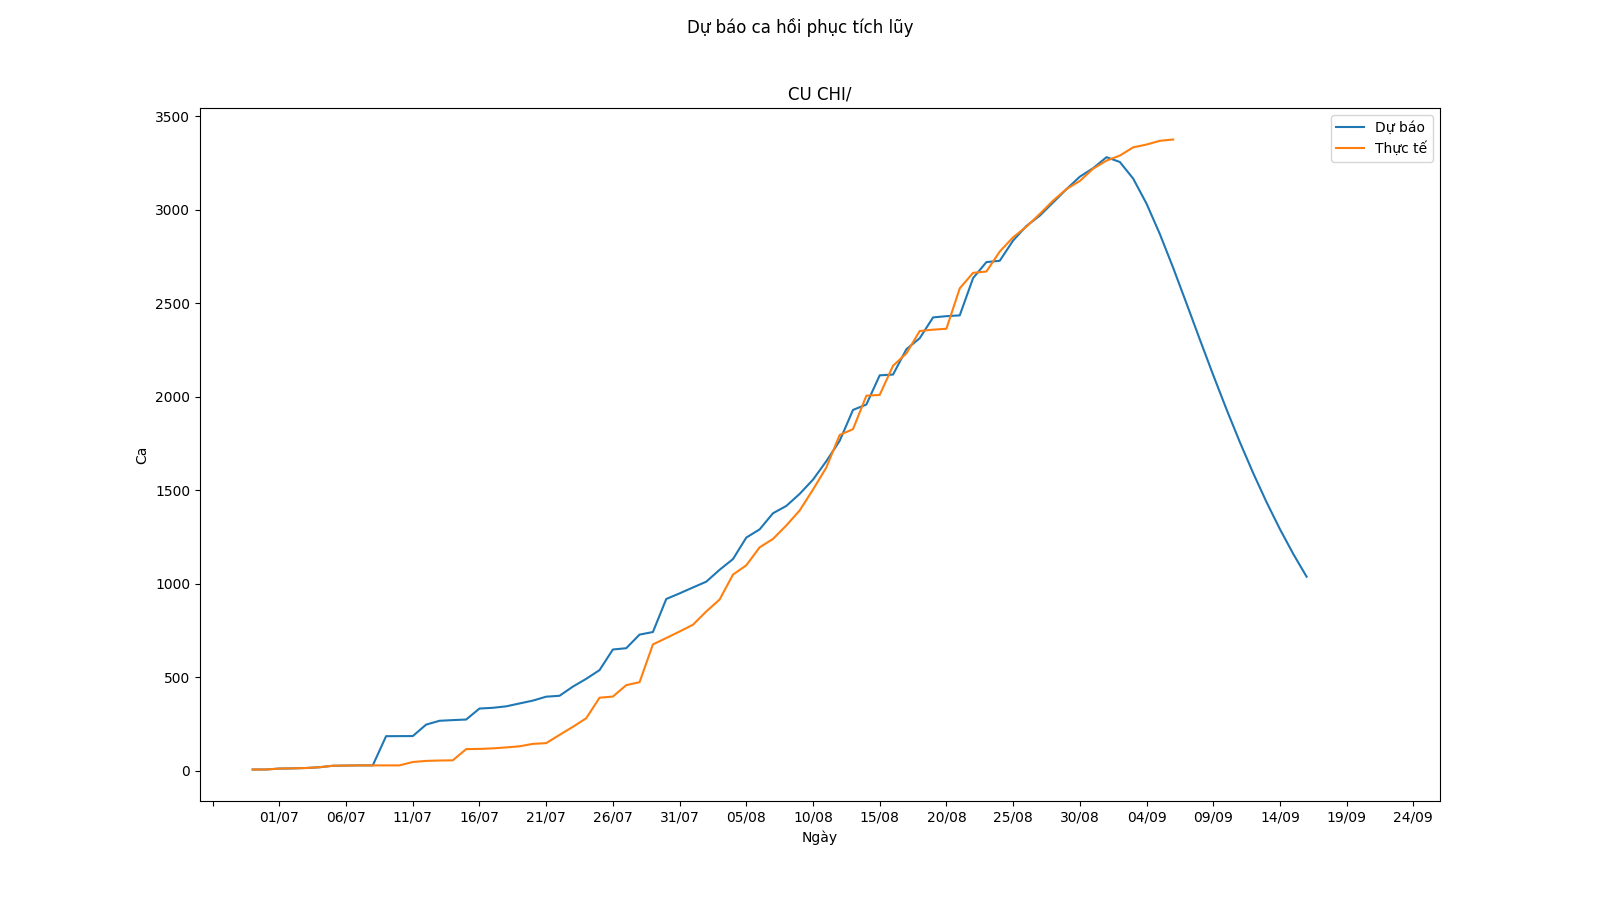 Dự báo ca hồi phục tích lũy
CU CHI/
3500
3000
2500
2000
1500
1000
500
0
Ca
Dự báo
Thực tế
01/07 06/07 11/07 16/07 21/07 26/07 31/07 05/08 10/08 15/08 20/08 25/08 30/08 04/09 09/09 14/09 19/09 24/09
Ngày